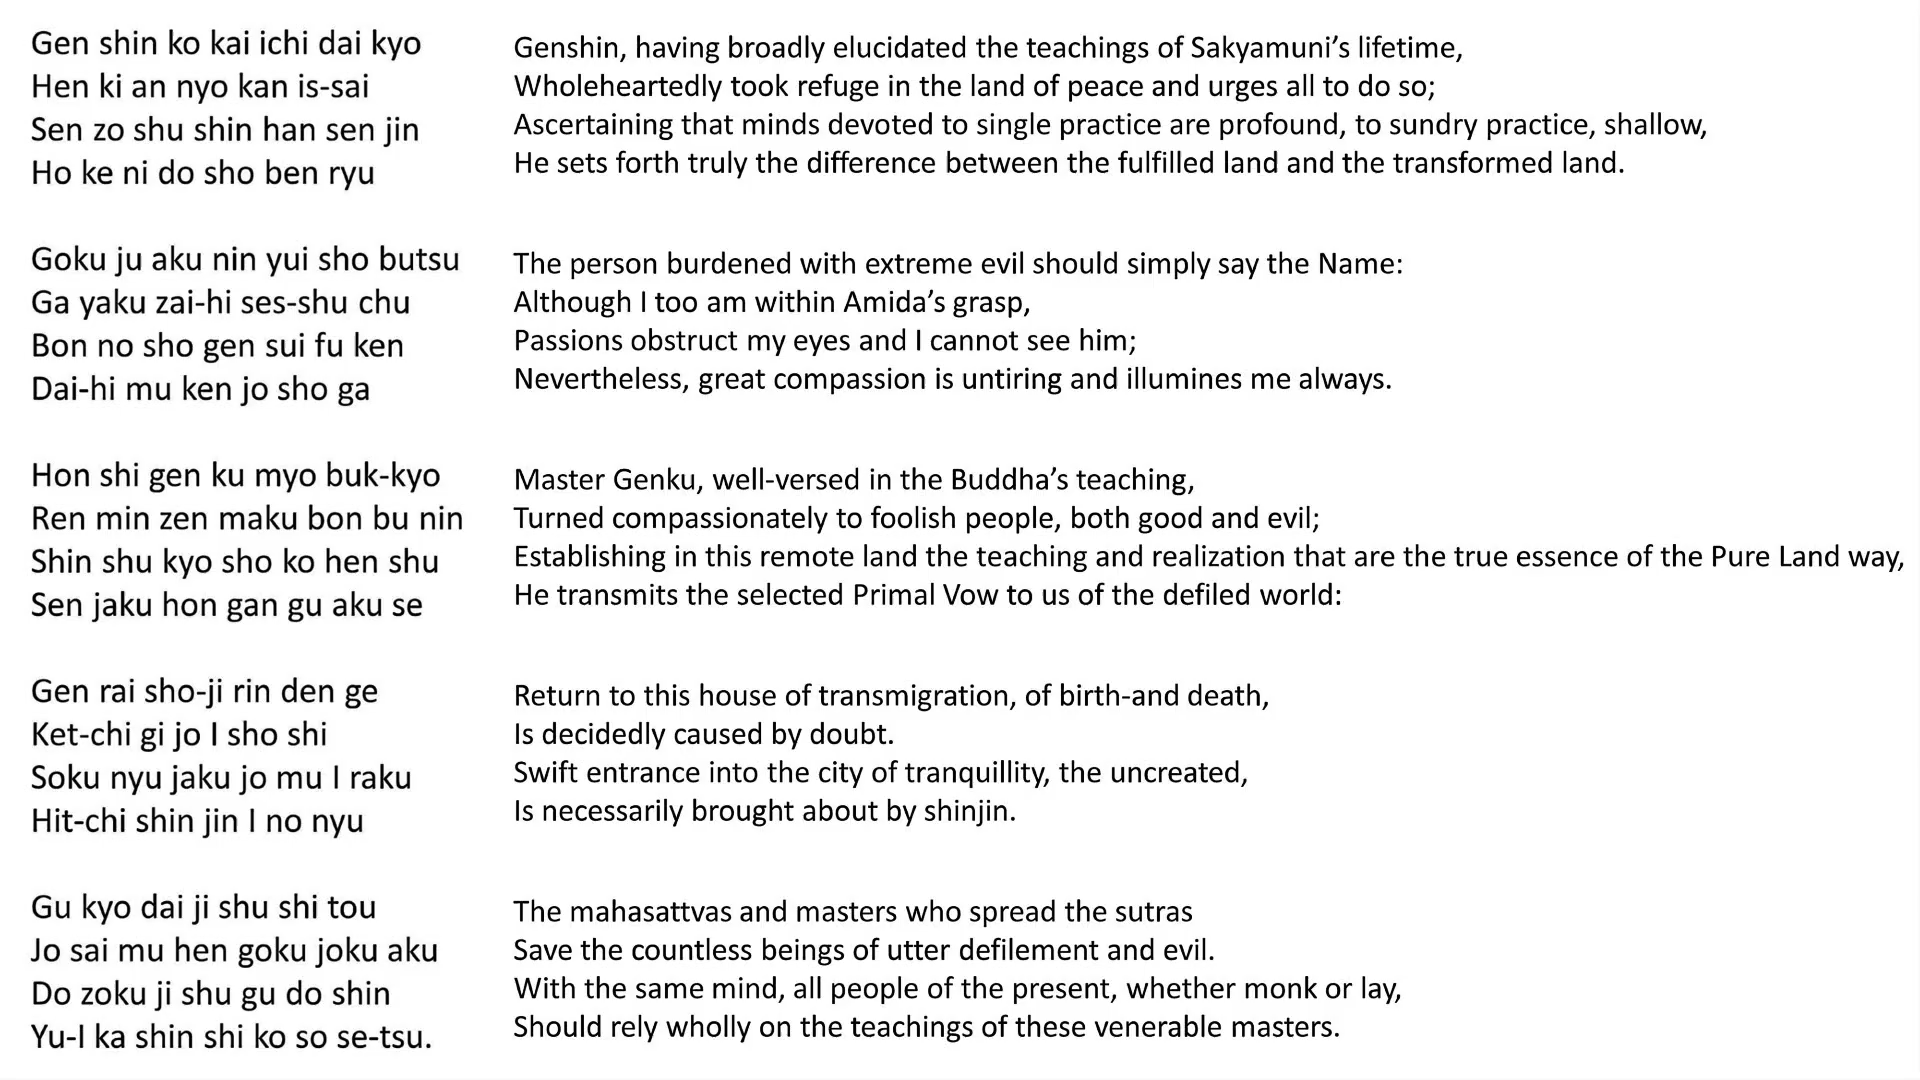 Gen shin ko kai ichi dai kyo
Hen ki an nyo kan is-sai
Sen zo shu shin han sen jin
Ho ke ni do sho ben ryu
Genshin, having broadly elucidated the teachings of Sakyamuni’s lifetime,
Wholeheartedly took refuge in the land of peace and urges all to do so;
Ascertaining that minds devoted to single practice are profound, to sundry practice, shallow,
He sets forth truly the difference between the fulfilled land and the transformed land.
Goku ju aku nin yui sho butsu
Ga yaku zai-hi ses-shu chu
Bon no sho gen sui fu ken
Dai-hi mu ken jo sho ga
The person burdened with extreme evil should simply say the Name:
Although I too am within Amida’s grasp,
Passions obstruct my eyes and I cannot see him;
Nevertheless, great compassion is untiring and illumines me always.
Hon shi gen ku myo buk-kyo
Ren min zen maku bon bu nin
Shin shu kyo sho ko hen shu
Sen jaku hon gan gu aku se
Master Genku, well-versed in the Buddha’s teaching,
Turned compassionately to foolish people, both good and evil;
Establishing in this remote land the teaching and realization that are the true essence of the Pure Land way,
He transmits the selected Primal Vow to us of the defiled world:
Gen rai sho-ji rin den ge
Ket-chi gi jo I sho shi
Soku nyu jaku jo mu I raku
Hit-chi shin jin I no nyu
Return to this house of transmigration, of birth-and death,
Is decidedly caused by doubt.
Swift entrance into the city of tranquillity, the uncreated,
Is necessarily brought about by shinjin.
Gu kyo dai ji shu shi tou
Jo sai mu hen goku joku aku
Do zoku ji shu gu do shin
Yu-I ka shin shi ko so se-tsu.
The mahasattvas and masters who spread the sutras
Save the countless beings of utter defilement and evil.
With the same mind, all people of the present, whether monk or lay,
Should rely wholly on the teachings of these venerable masters.